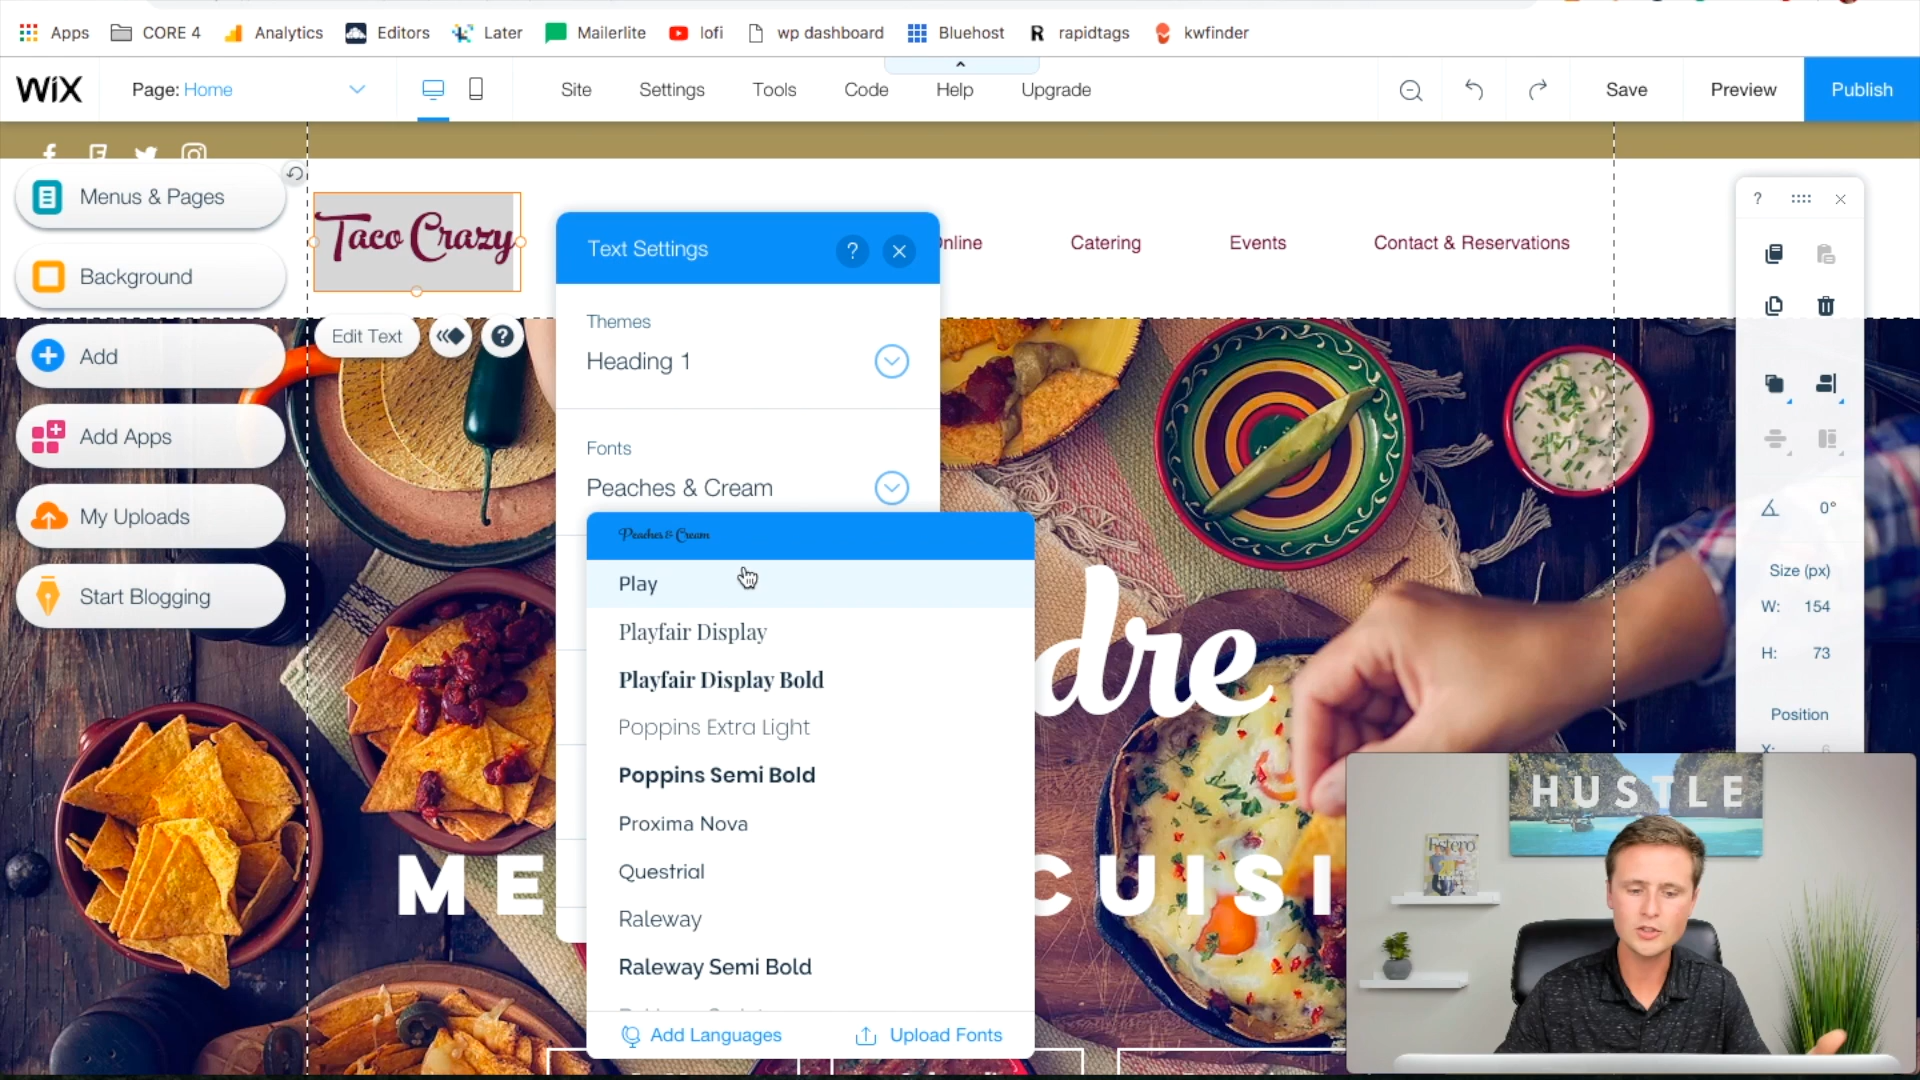 Apps CORE 4 Analytics Editors Later Mailerlite lofi wp dashboard Bluehost rapidtags kwfinder
WiX Page: Home Site Settings Tools Code Help Upgrade Save Preview Publish
Menus & Pages
Background
Add
Add Apps
My Uploads
Start Blogging
Taco Crazy
Edit Text
Catering Events Contact & Reservations
Text Settings
Themes
Heading 1
Fonts
Peaches & Cream
Peaches & Cream
Play
Playfair Display
Playfair Display Bold
Poppins Extra Light
Poppins Semi Bold
Proxima Nova
Questrial
Raleway
Raleway Semi Bold
Add Languages Upload Fonts
dre
ME CUISI
0°
Size (px)
W: 154
H: 73
Position
X: 6
HUSTLE
Estero